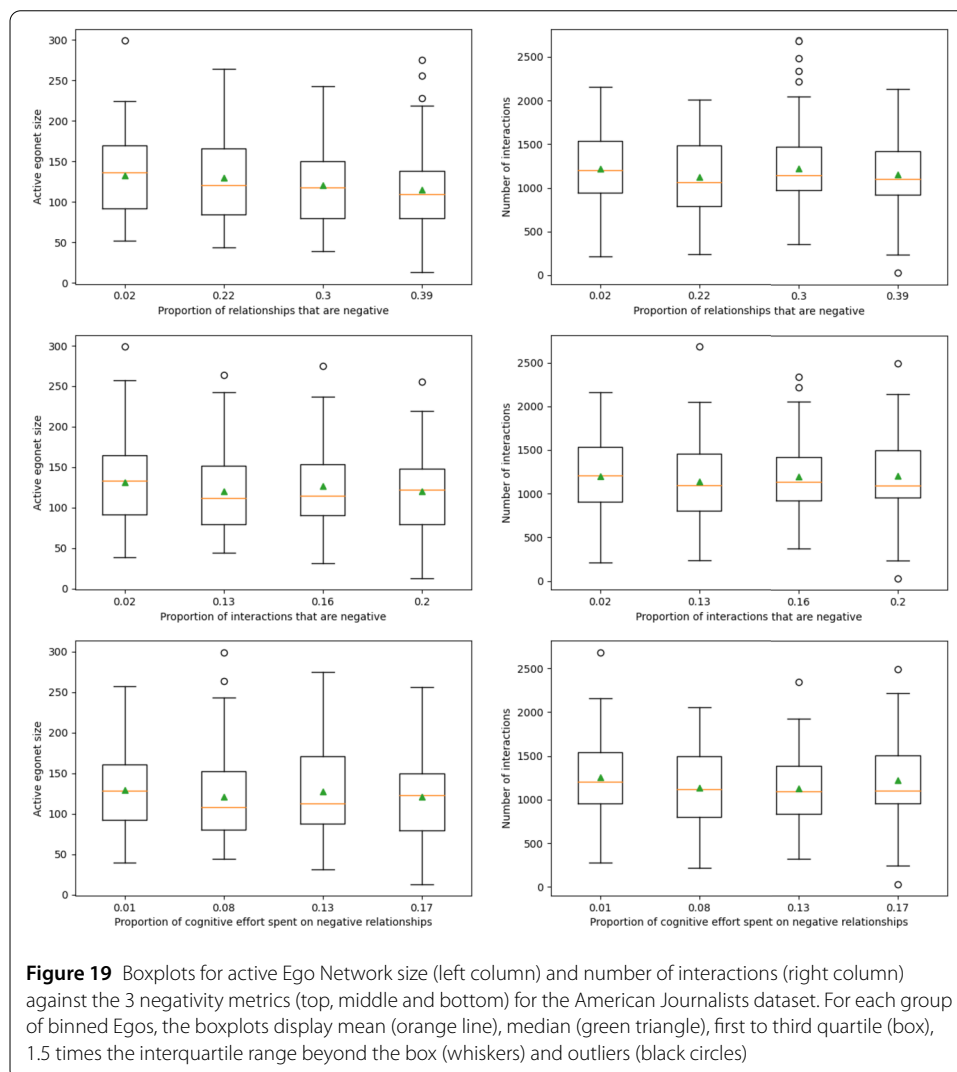 300
250
200
150
100
50
0
Active egonet size
0.02 0.22 0.3 0.39
Proportion of relationships that are negative
2500
2000
1500
1000
500
0
Number of interactions
0.02 0.22 0.3 0.39
Proportion of relationships that are negative
300
250
200
150
100
50
0
Active egonet size
0.02 0.13 0.16 0.2
Proportion of interactions that are negative
2500
2000
1500
1000
500
0
Number of interactions
0.02 0.13 0.16 0.2
Proportion of interactions that are negative
300
250
200
150
100
50
0
Active egonet size
0.01 0.08 0.13 0.17
Proportion of cognitive effort spent on negative relationships
2500
2000
1500
1000
500
0
Number of interactions
0.01 0.08 0.13 0.17
Proportion of cognitive effort spent on negative relationships
Figure 19 Boxplots for active Ego Network size (left column) and number of interactions (right column)
against the 3 negativity metrics (top, middle and bottom) for the American Journalists dataset. For each group
of binned Egos, the boxplots display mean (orange line), median (green triangle), first to third quartile (box),
1.5 times the interquartile range beyond the box (whiskers) and outliers (black circles)